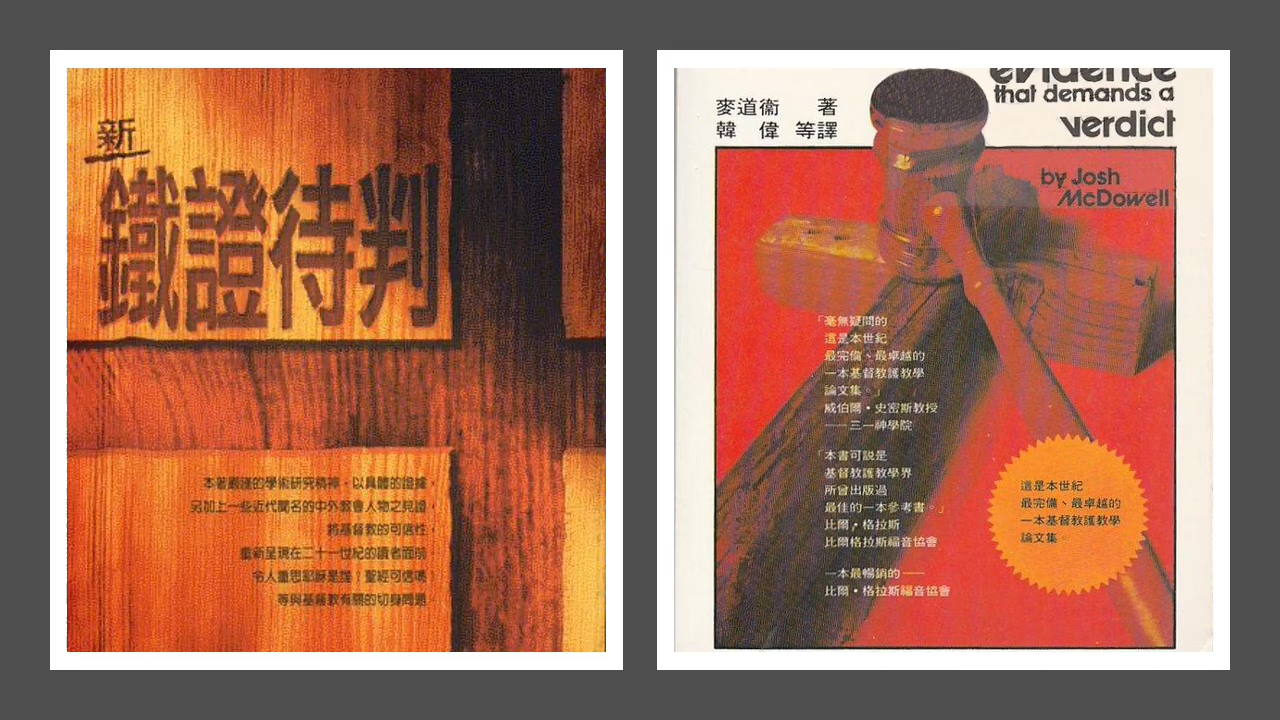 新
鐵證待判
本著嚴謹的學術研究精神，以具體的證據，
另加上一些近代聞名的中外教會人物之見證，
將基督教的可信性，
重新呈現在二十一世紀的讀者面前，
令人重思耶穌是誰？聖經可信嗎？
等與基督教有關的切身問題。
麥道衞 著
韓 偉 等譯
evidence
that demands a
verdict
by Josh
McDowell
「毫無疑問的
這是本世紀
最完備、最卓越的
一本基督教護教學
論文集。」
威伯爾・史密斯教授
——三一神學院
「本書可說是
基督教護教學界
所曾出版過
最佳的一本參考書。」
比爾・格拉斯
比爾格拉斯福音協會
一本最暢銷的——
比爾・格拉斯福音協會
這是本世紀
最完備、最卓越的
一本基督教護教學
論文集。